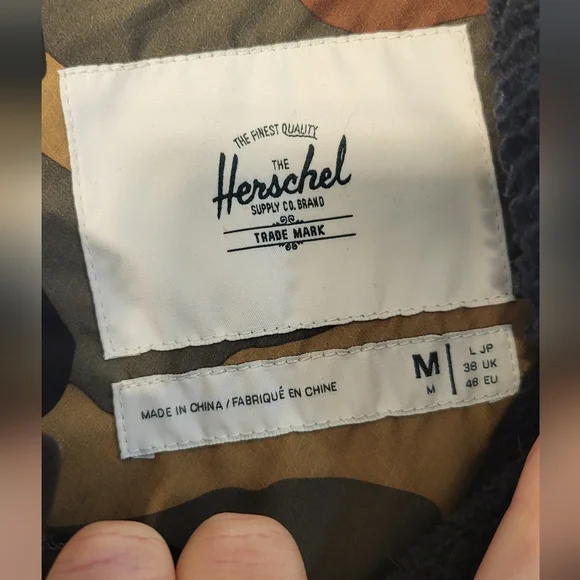 THE FINEST QUALITY
THE
Herschel
SUPPLY CO. BRAND
TRADE MARK
MADE IN CHINA / FABRIQUÉ EN CHINE
M
M
L JP
38 UK
48 EU